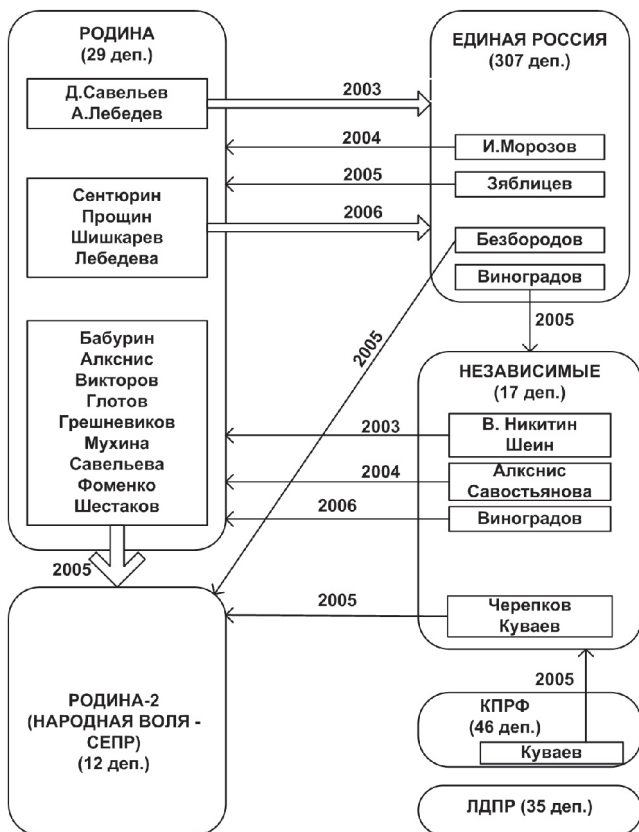 РОДИНА
(29 деп.)
Д.Савельев
А.Лебедев
Сентюрин
Прощин
Шишкарев
Лебедева
Бабурин
Алкснис
Викторов
Глотов
Грешневиков
Мухина
Савельева
Фоменко
Шестаков
2003
2004
2005
2006
2005
2003
2004
2006
2005
2005
ЕДИНАЯ РОССИЯ
(307 деп.)
И.Морозов
Зяблицев
Безбородов
Виноградов
2005
НЕЗАВИСИМЫЕ
(17 деп.)
В. Никитин
Шеин
Алкснис
Савостьянова
Виноградов
Черепков
Куваев
2005
РОДИНА-2
(НАРОДНАЯ ВОЛЯ -
СЕПР)
(12 деп.)
КПРФ
(46 деп.)
Куваев
ЛДПР (35 деп.)